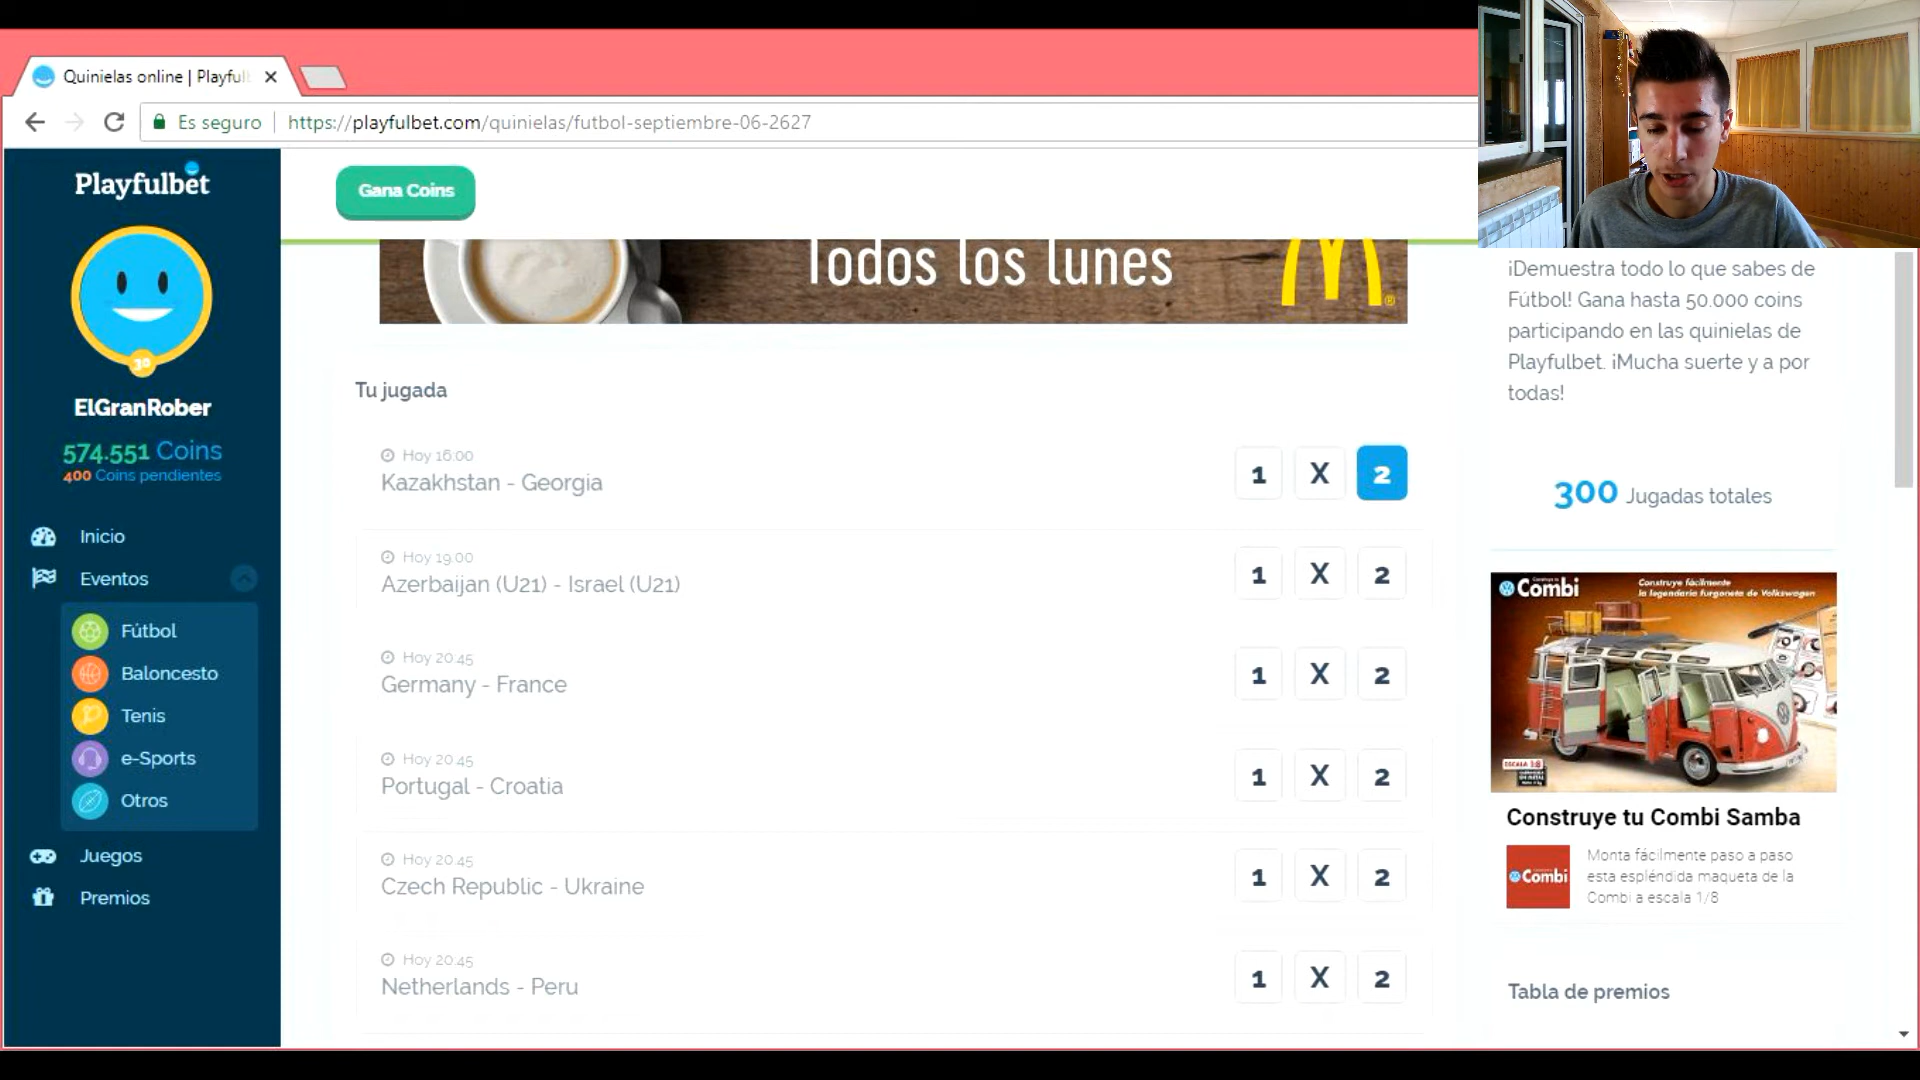 Quinielas online | Playful
Es seguro
https://playfulbet.com/quinielas/futbol-septiembre-06-2627
Playfulbet
Gana Coins
Todos los lunes
30
ElGranRober
574.551 Coins
400 Coins pendientes
Inicio
Eventos
Fútbol
Baloncesto
Tenis
e-Sports
Otros
Juegos
Premios
Tu jugada
Hoy 16:00
Kazakhstan - Georgia
1 X 2
Hoy 19:00
Azerbaijan (U21) - Israel (U21)
1 X 2
Hoy 20:45
Germany - France
1 X 2
Hoy 20:45
Portugal - Croatia
1 X 2
Hoy 20:45
Czech Republic - Ukraine
1 X 2
Hoy 20:45
Netherlands - Peru
1 X 2
¡Demuestra todo lo que sabes de
Fútbol! Gana hasta 50.000 coins
participando en las quinielas de
Playfulbet. ¡Mucha suerte y a por
todas!
300 Jugadas totales
Combi
Construye fácilmente
la legendaria furgoneta de Volkswagen
ESCALA 1:8
Construye tu Combi Samba
Combi
Monta fácilmente paso a paso
esta espléndida maqueta de la
Combi a escala 1/8
Tabla de premios